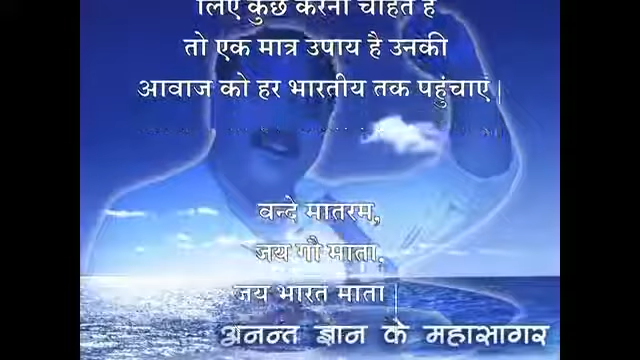 लिए कुछ करना चाहते है
तो एक मात्र उपाय है उनकी
आवाज को हर भारतीय तक पहुंचाएं |
वन्दे मातरम,
जय गौ माता,
जय भारत माता |
अनन्त ज्ञान के महासागर